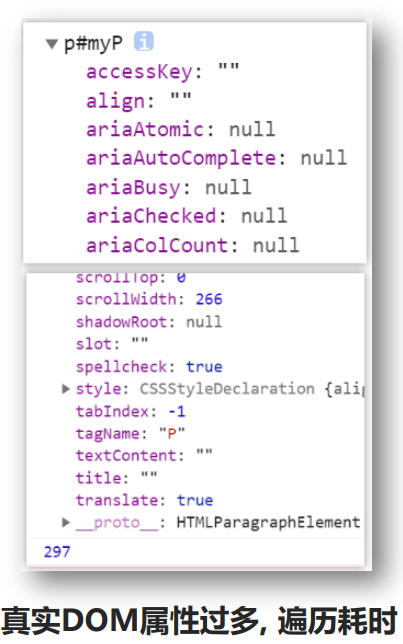 ▼ p#myP i
accessKey: ""
align: ""
ariaAtomic: null
ariaAutoComplete: null
ariaBusy: null
ariaChecked: null
ariaColCount: null
scrollTop: 0
scrollWidth: 266
shadowRoot: null
slot: ""
spellcheck: true
▶ style: CSSStyleDeclaration {alig
tabIndex: -1
tagName: "P"
textContent: ""
title: ""
translate: true
▶ __proto__: HTMLParagraphElement
297
真实DOM属性过多, 遍历耗时